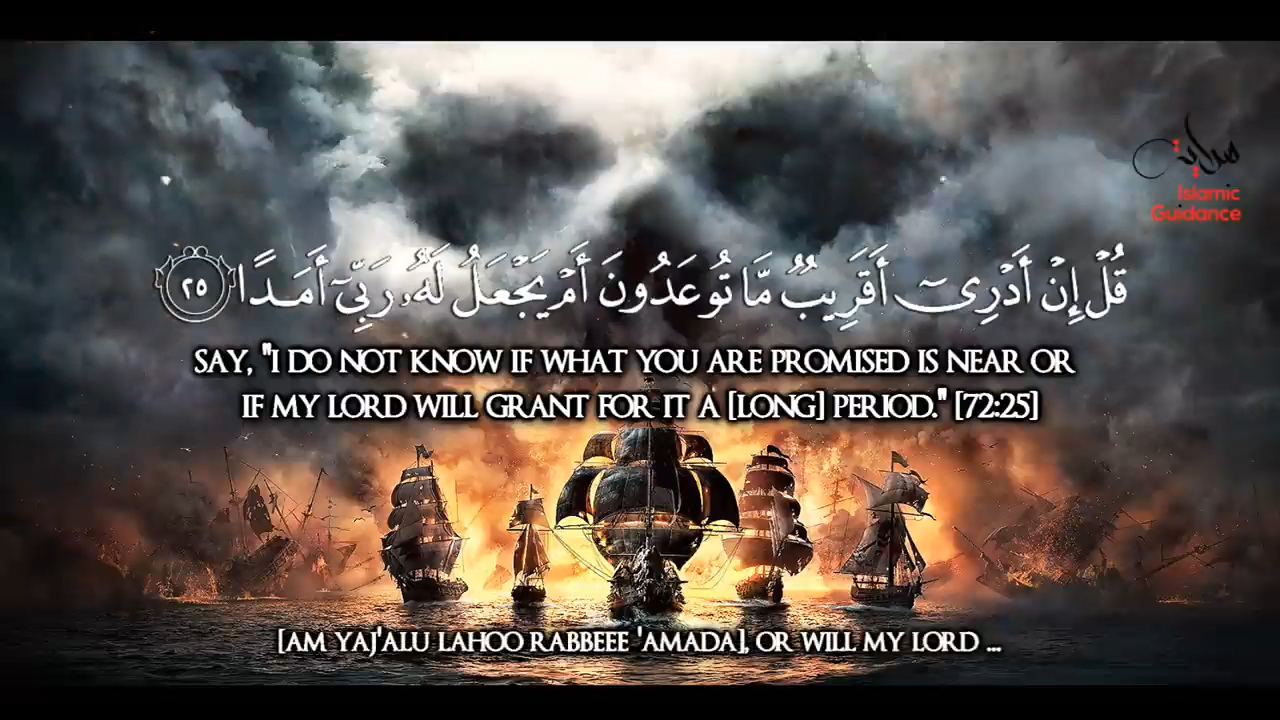 هداية
Islamic
Guidance
قُلْ إِنْ أَدْرِىٓ أَقَرِيبٌ مَّا تُوعَدُونَ أَمْ يَجْعَلُ لَهُۥ رَبِّىٓ أَمَدًا ٢٥
SAY, "I DO NOT KNOW IF WHAT YOU ARE PROMISED IS NEAR OR
IF MY LORD WILL GRANT FOR IT A [LONG] PERIOD." [72:25]
[AM YAJ'ALU LAHOO RABBEEE 'AMADA], OR WILL MY LORD ...